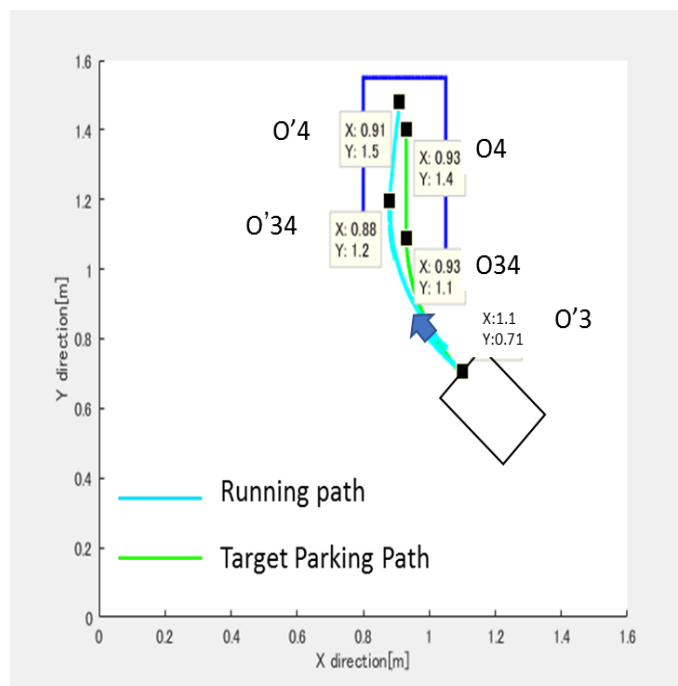 1.6
1.4
1.2
1
0.8
0.6
0.4
0.2
0
0
0.2
0.4
0.6
0.8
1
1.2
1.4
1.6
Y direction[m]
X direction[m]
O'4
X: 0.91
Y: 1.5
X: 0.93
Y: 1.4
O4
O'34
X: 0.88
Y: 1.2
X: 0.93
Y: 1.1
O34
X:1.1
Y:0.71
O'3
Running path
Target Parking Path